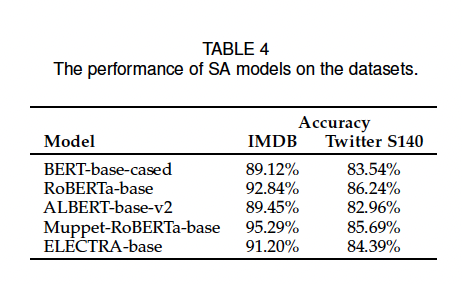 TABLE 4
The performance of SA models on the datasets.
Accuracy
Model IMDB Twitter S140
BERT-base-cased 89.12% 83.54%
RoBERTa-base 92.84% 86.24%
ALBERT-base-v2 89.45% 82.96%
Muppet-RoBERTa-base 95.29% 85.69%
ELECTRA-base 91.20% 84.39%